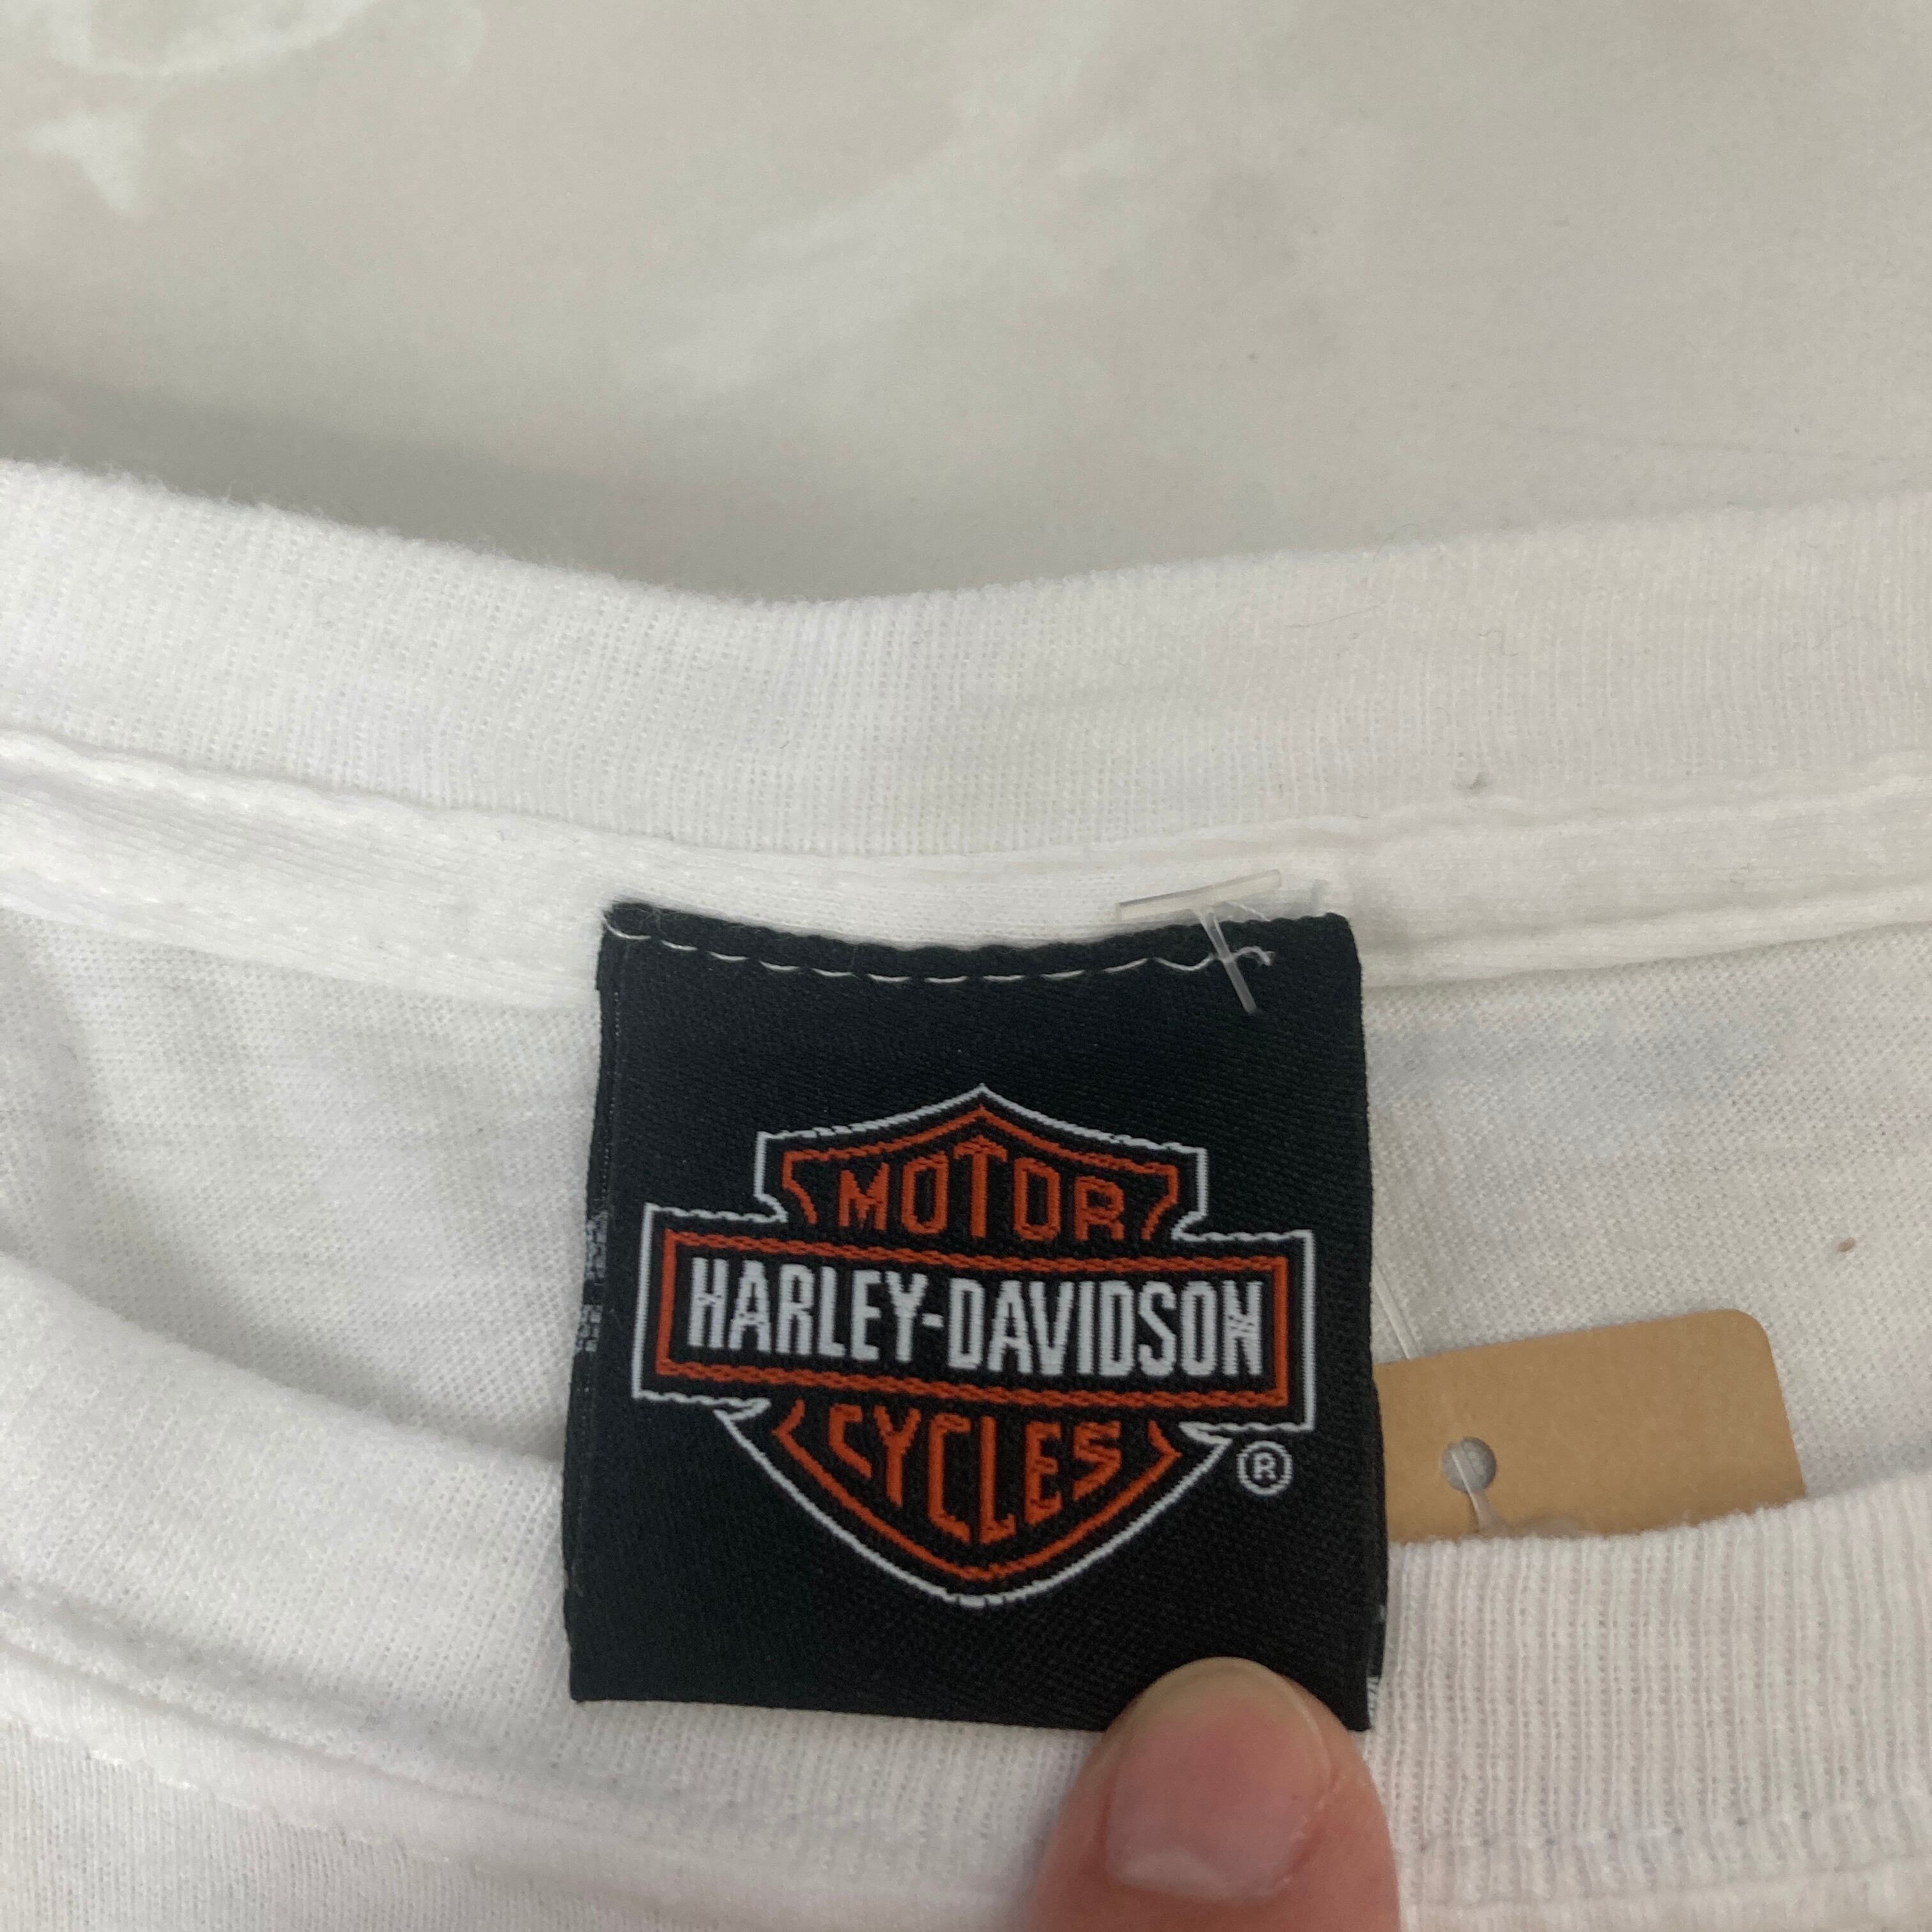 MOTOR
HARLEY-DAVIDSON
CYCLES
®